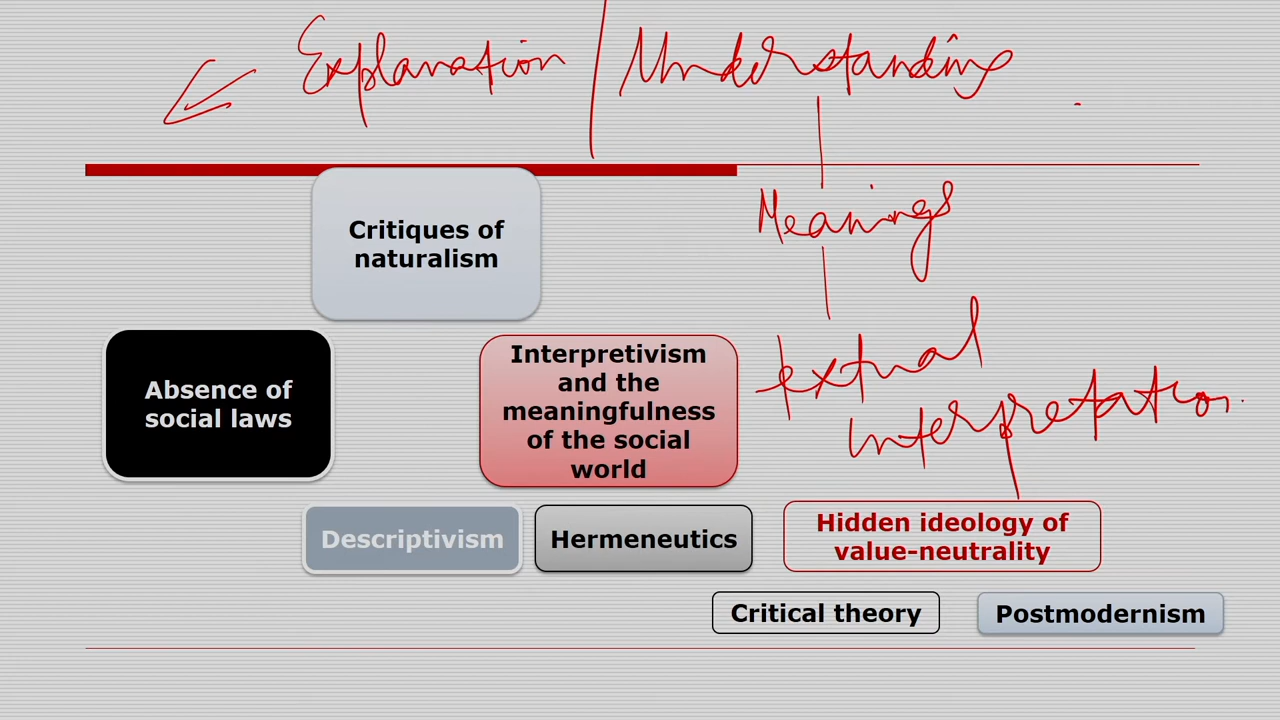 Explanation / Understanding
Meanings
textual
interpretation
Critiques of
naturalism
Absence of
social laws
Interpretivism
and the
meaningfulness
of the social
world
Descriptivism
Hermeneutics
Hidden ideology of
value-neutrality
Critical theory
Postmodernism